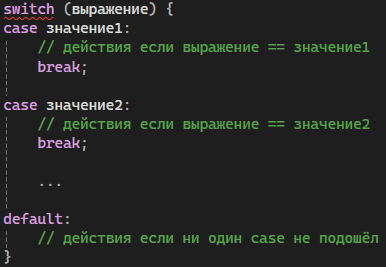 switch (выражение) {
case значение1:
// действия если выражение == значение1
break;
case значение2:
// действия если выражение == значение2
break;
...
default:
// действия если ни один case не подошёл
}